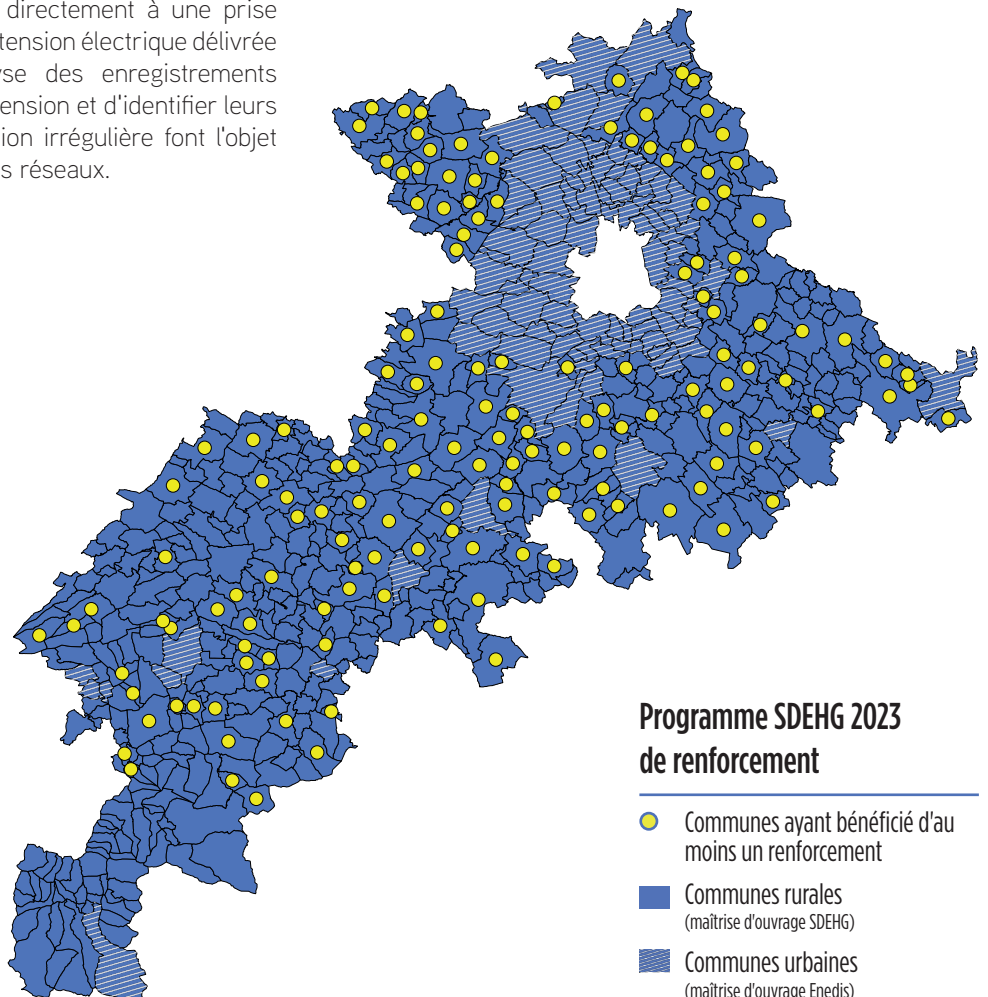 directement à une prise
tension électrique délivrée
yse des enregistrements
ension et d'identifier leurs
ion irrégulière font l'objet
s réseaux.
Programme SDEHG 2023
de renforcement
Communes ayant bénéficié d'au
moins un renforcement
Communes rurales
(maîtrise d'ouvrage SDEHG)
Communes urbaines
(maîtrise d'ouvrage Enedis)